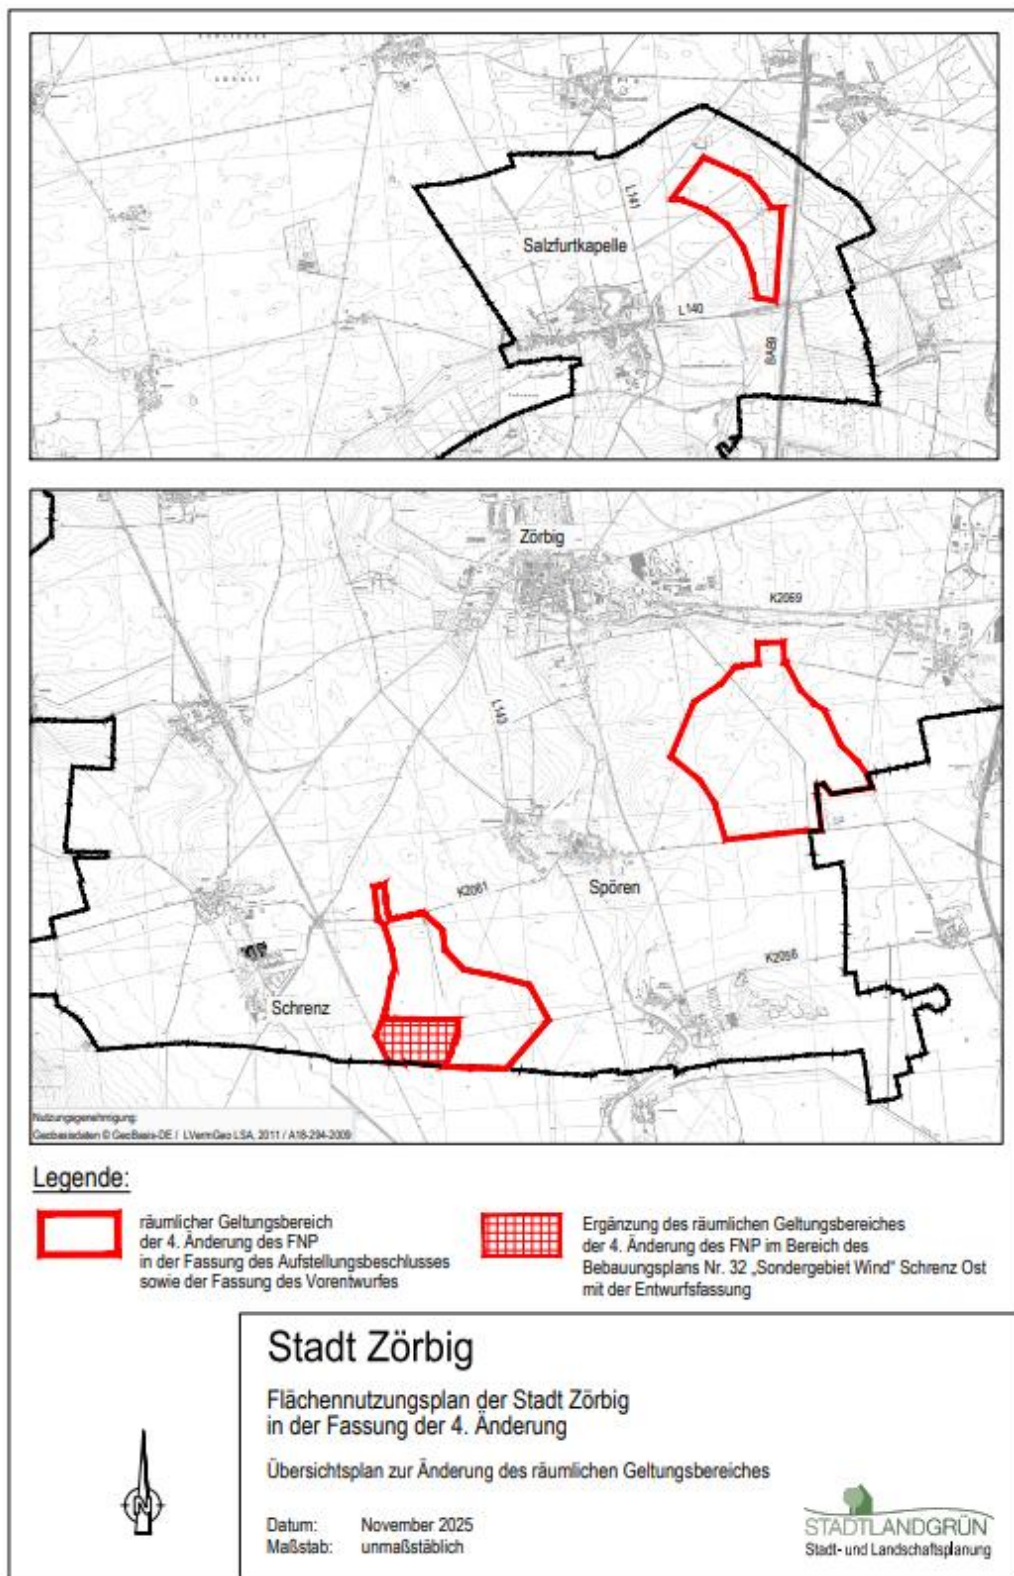 Salzfurtkapelle
L141
L140
BAB9
Zörbig
K2069
L143
K2061
Spören
K2058
Schrenz
Nutzungsgenehmigung:
Geobasisdaten © GeoBasis-DE / LVermGeo LSA, 2011 / A18-294-2009
Legende:
räumlicher Geltungsbereich
der 4. Änderung des FNP
in der Fassung des Aufstellungsbeschlusses
sowie der Fassung des Vorentwurfes
Ergänzung des räumlichen Geltungsbereiches
der 4. Änderung des FNP im Bereich des
Bebauungsplans Nr. 32 „Sondergebiet Wind“ Schrenz Ost
mit der Entwurfsfassung
Stadt Zörbig
Flächennutzungsplan der Stadt Zörbig
in der Fassung der 4. Änderung
Übersichtsplan zur Änderung des räumlichen Geltungsbereiches
Datum: November 2025
Maßstab: unmaßstäblich
N
STADTLANDGRÜN
Stadt- und Landschaftsplanung